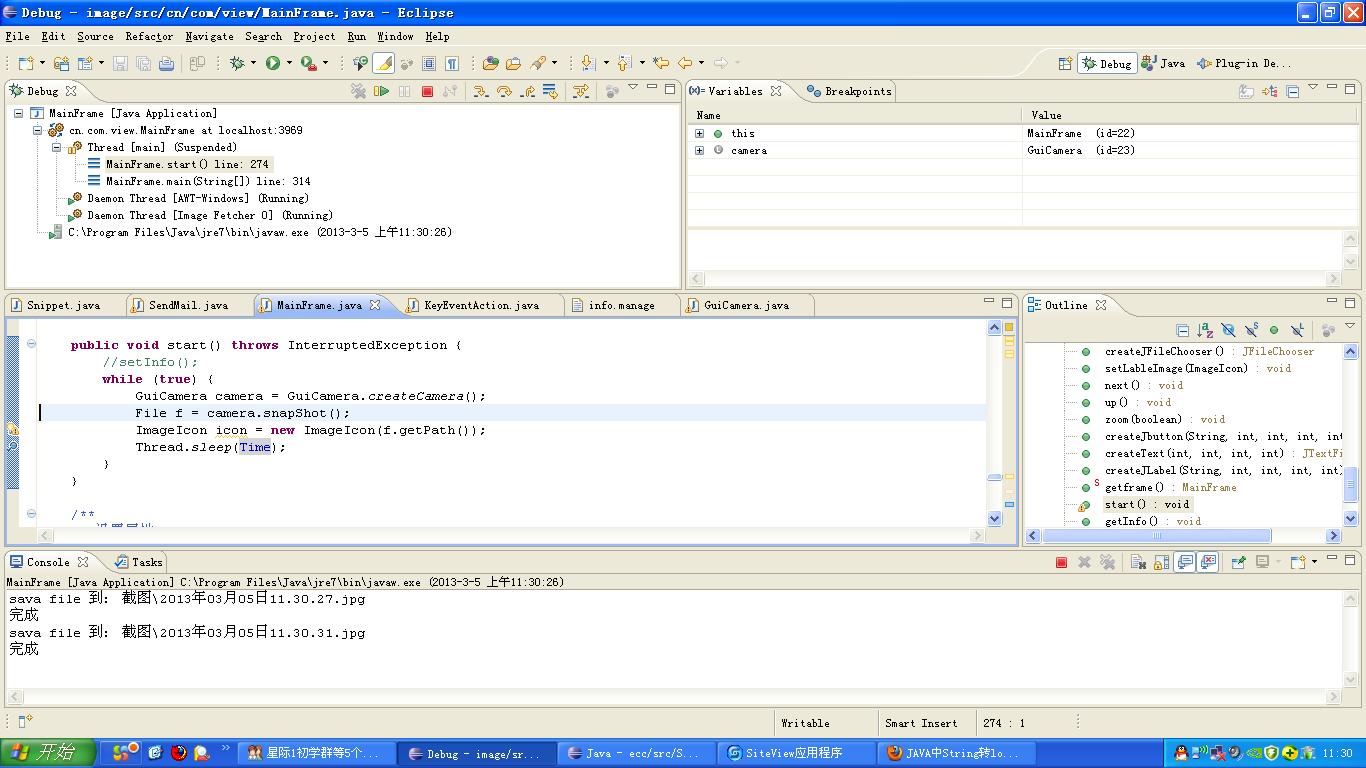 Debug - image/src/cn/com/view/MainFrame.java - Eclipse
File Edit Source Refactor Navigate Search Project Run Window Help
Debug Java Plug-in De...
Debug
MainFrame [Java Application]
cn.com.view.MainFrame at localhost:3969
Thread [main] (Suspended)
MainFrame.start() line: 274
MainFrame.main(String[]) line: 314
Daemon Thread [AWT-Windows] (Running)
Daemon Thread [Image Fetcher 0] (Running)
C:\Program Files\Java\jre7\bin\javaw.exe (2013-3-5 上午11:30:26)
(x)= Variables Breakpoints
Name Value
this MainFrame (id=22)
camera GuiCamera (id=23)
Snippet.java SendMail.java MainFrame.java KeyEventAction.java info.manage GuiCamera.java
public void start() throws InterruptedException {
//setInfo();
while (true) {
GuiCamera camera = GuiCamera.createCamera();
File f = camera.snapShot();
ImageIcon icon = new ImageIcon(f.getPath());
Thread.sleep(Time);
}
}
/**
Outline
createJFileChooser() : JFileChooser
setLableImage(ImageIcon) : void
next() : void
up() : void
zoom(boolean) : void
createJbutton(String, int, int, int, int
createText(int, int, int, int) : JTextFi
createJLabel(String, int, int, int, int)
getframe() : MainFrame
start() : void
getInfo() : void
Console Tasks
MainFrame [Java Application] C:\Program Files\Java\jre7\bin\javaw.exe (2013-3-5 上午11:30:26)
sava file 到: 截图\2013年03月05日11.30.27.jpg
完成
sava file 到: 截图\2013年03月05日11.30.31.jpg
完成
Writable Smart Insert 274 : 1
开始 星际1初学群等5个... Debug - image/sr... Java - ecc/src/S... SiteView应用程序 JAVA中String转lo... 11:30